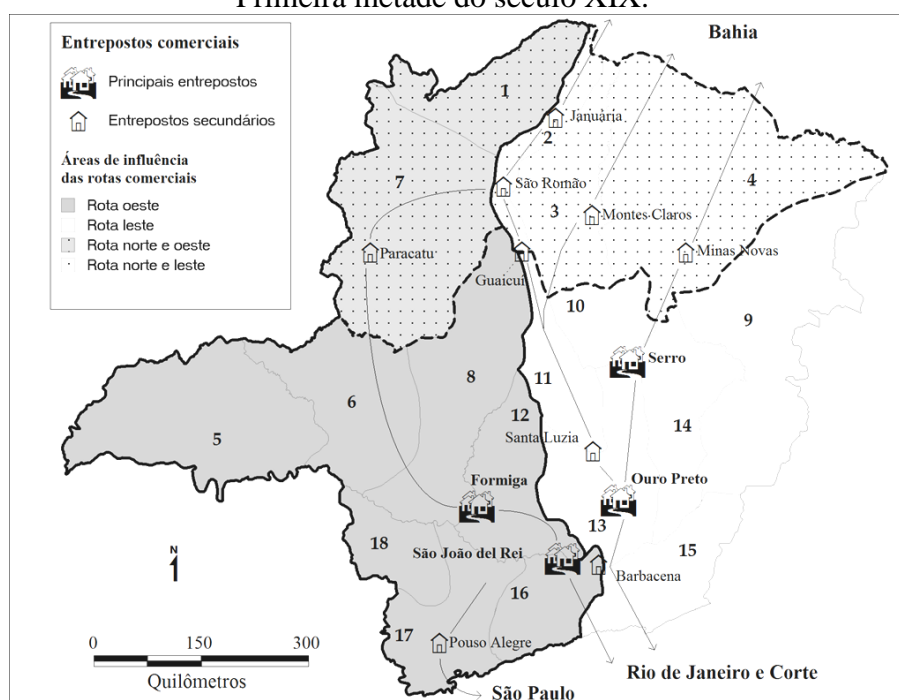 Primeira metade do século XIX.
Entrepostos comerciais
Principais entrepostos
Entrepostos secundários
Áreas de influência
das rotas comerciais
Rota oeste
Rota leste
Rota norte e oeste
Rota norte e leste
Bahia
1
Januária
2
7
São Romão
3
4
Montes Claros
Paracatu
Minas Novas
Guaicuí
10
9
Serro
8
11
6
12
14
5
Santa Luzia
Formiga
Ouro Preto
13
18
São João del Rei
15
N
16
Barbacena
17
Pouso Alegre
0 150 300
Quilômetros
Rio de Janeiro e Corte
São Paulo